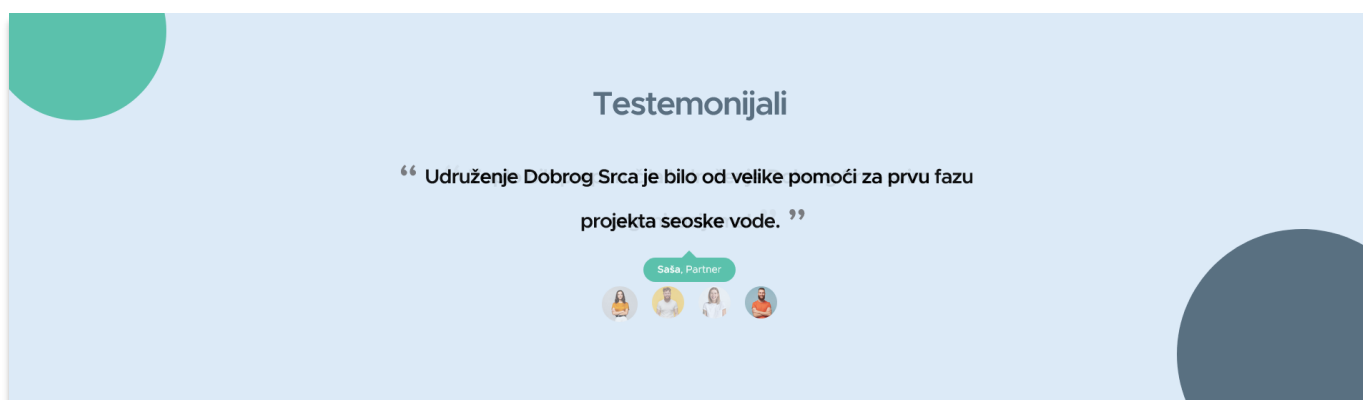 Testemonijali
“ Udruženje Dobrog Srca je bilo od velike pomoći za prvu fazu
projekta seoske vode. ”
Saša, Partner